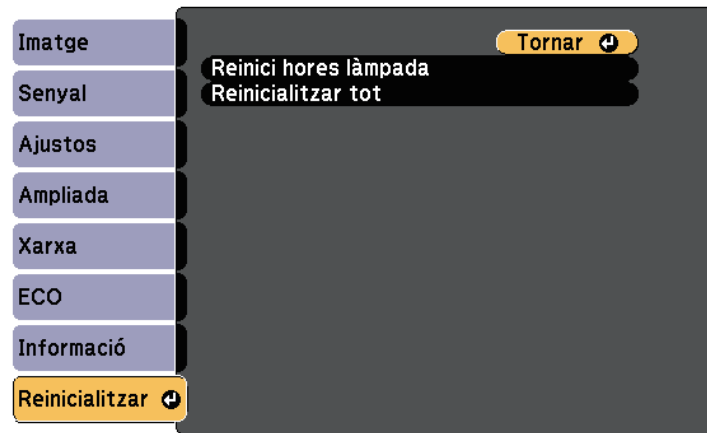 Imatge
Senyal
Ajustos
Ampliada
Xarxa
ECO
Informació
Reinicialitzar
Tornar
Reinici hores làmpada
Reinicialitzar tot